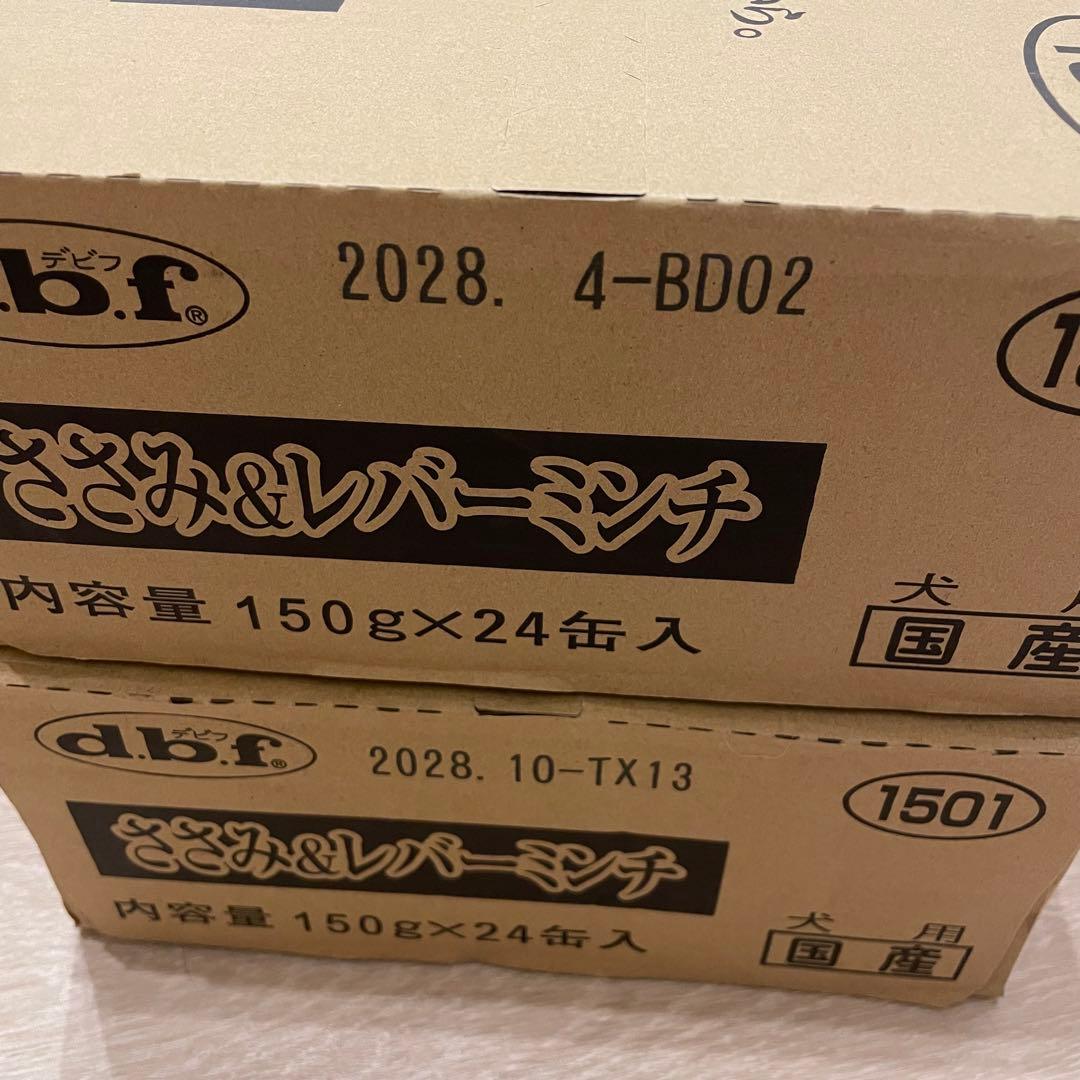 デビフ
d.b.f®
2028. 4-BD02
ささみ&レバーミンチ
内容量 150g×24缶入
犬
国産
デビフ
d.b.f®
2028.10-TX13
1501
ささみ&レバーミンチ
内容量 150g×24缶入
犬用
国産